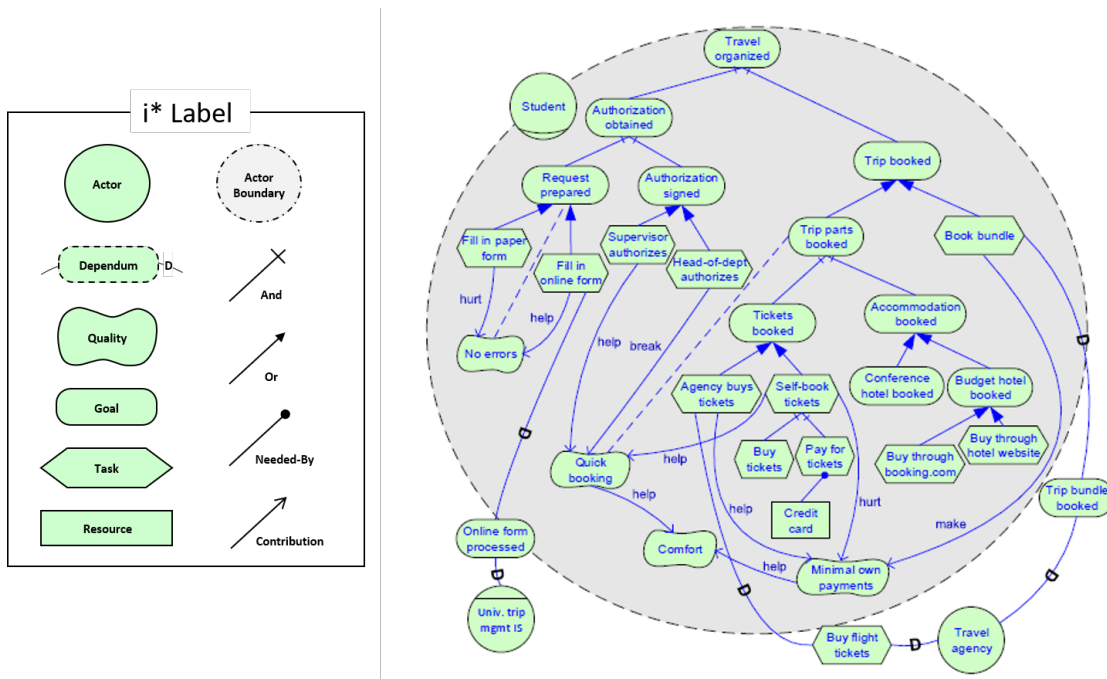 i* Label
Actor
Actor
Boundary
Dependum
D
And
Quality
Or
Goal
Needed-By
Task
Resource
Contribution
Travel
organized
Student
Authorization
obtained
Trip booked
Request
prepared
Authorization
signed
Trip parts
booked
Book bundle
Fill in paper
form
Supervisor
authorizes
Fill in
online form
Head-of-dept
authorizes
hurt
help
No errors
help
break
Tickets
booked
Accommodation
booked
D
Agency buys
tickets
Self-book
tickets
Conference
hotel booked
Budget hotel
booked
D
Buy
tickets
Pay for
tickets
Buy through
booking.com
Buy through
hotel website
Quick
booking
help
help
Credit
card
help
hurt
make
Trip bundle
booked
Online form
processed
Comfort
help
Minimal own
payments
D
D
D
Univ. trip
mgmt IS
Buy flight
tickets
D
Travel
agency